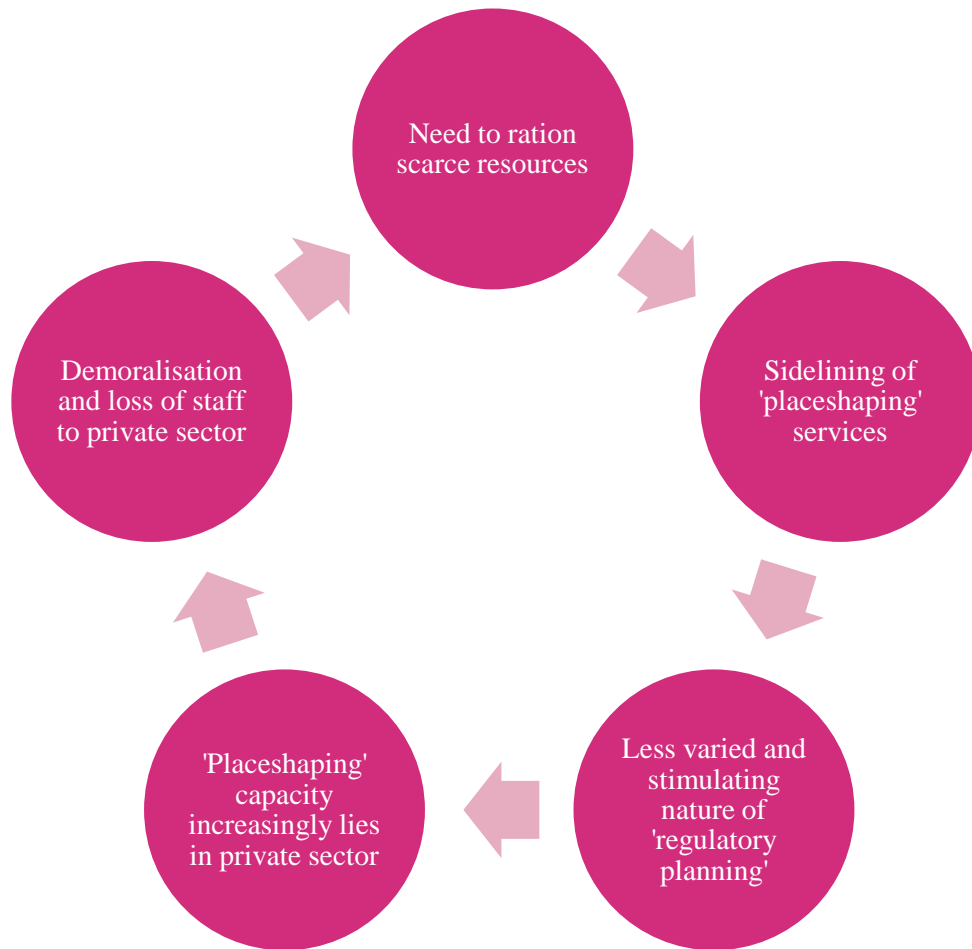 Need to ration
scarce resources
Sidelining of
'placeshaping'
services
Less varied and
stimulating
nature of
'regulatory
planning'
'Placeshaping'
capacity
increasingly lies
in private sector
Demoralisation
and loss of staff
to private sector